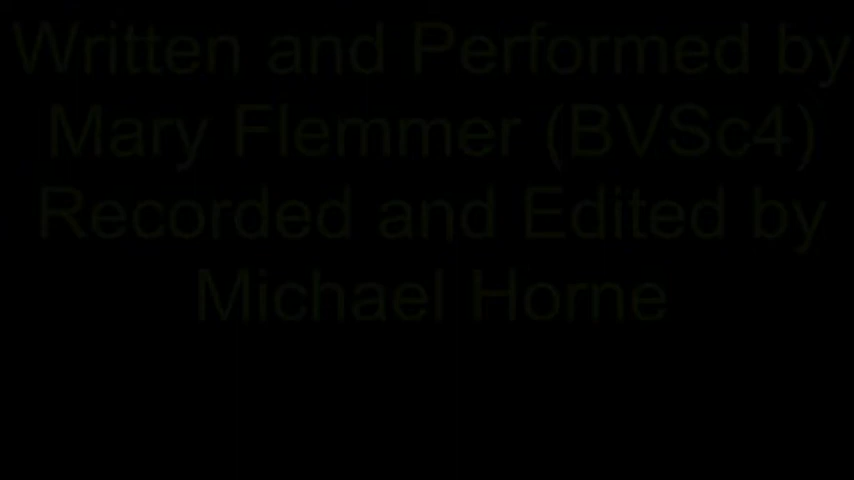 Written and Performed by
Mary Flemmer (BVSc4)
Recorded and Edited by
Michael Horne